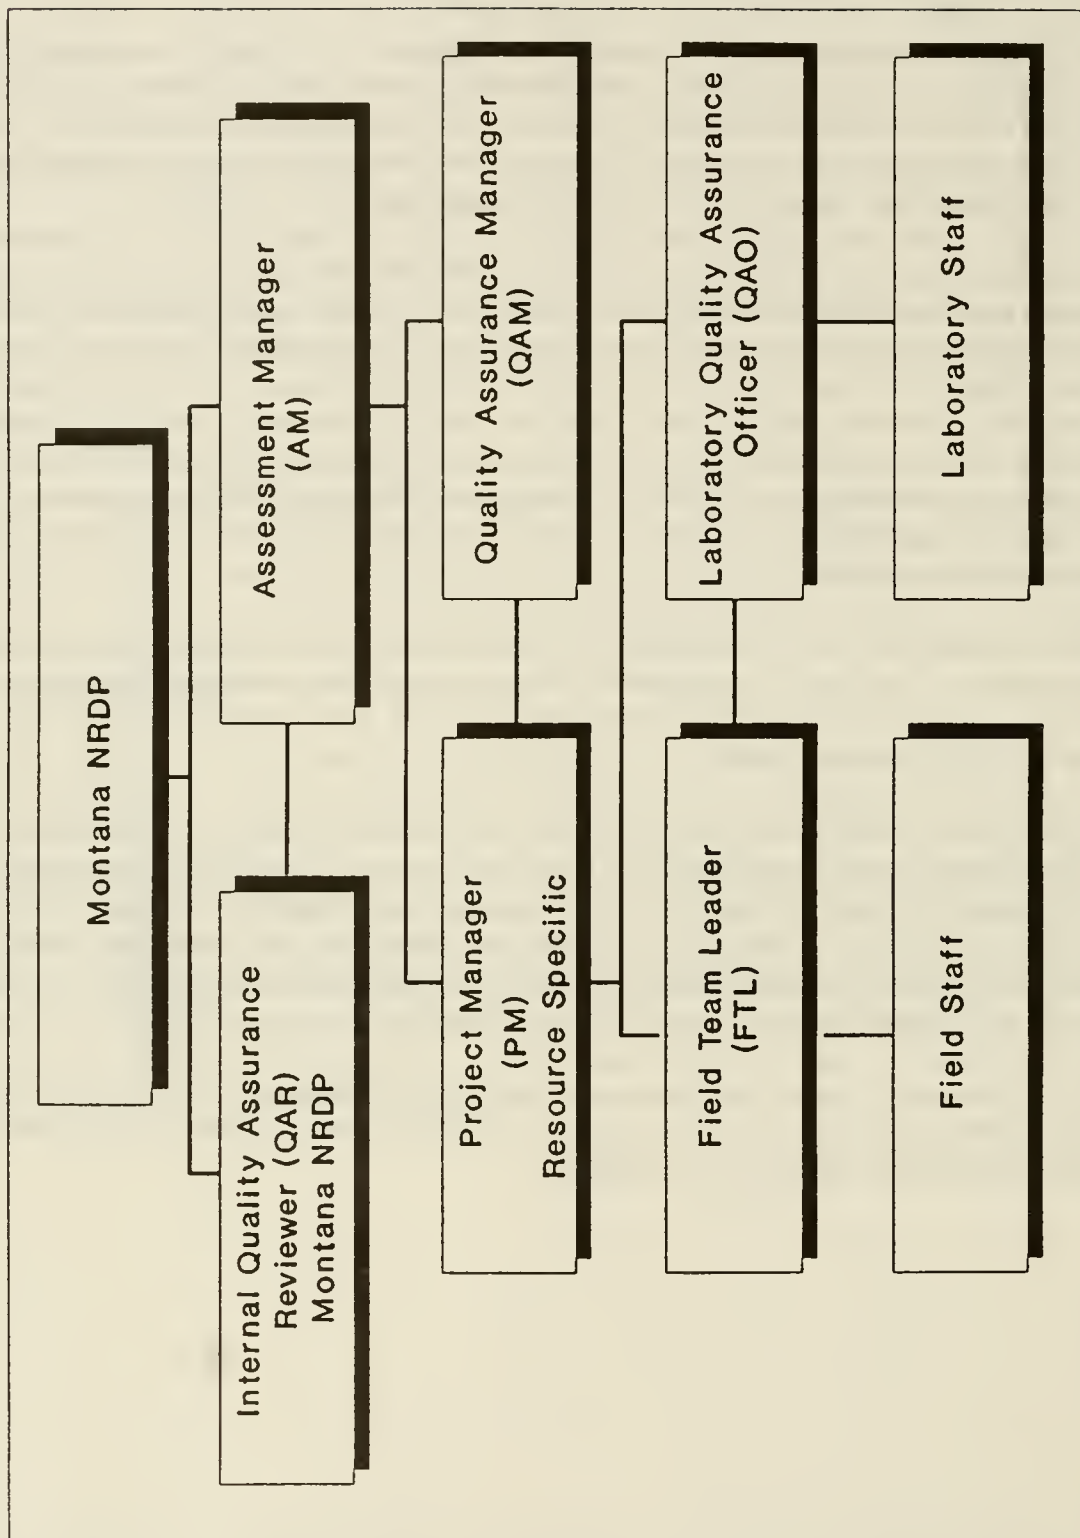 Montana NRDP
Internal Quality Assurance
Reviewer (QAR)
Montana NRDP
Assessment Manager
(AM)
Project Manager
(PM)
Resource Specific
Quality Assurance Manager
(QAM)
Field Team Leader
(FTL)
Laboratory Quality Assurance
Officer (QAO)
Field Staff
Laboratory Staff